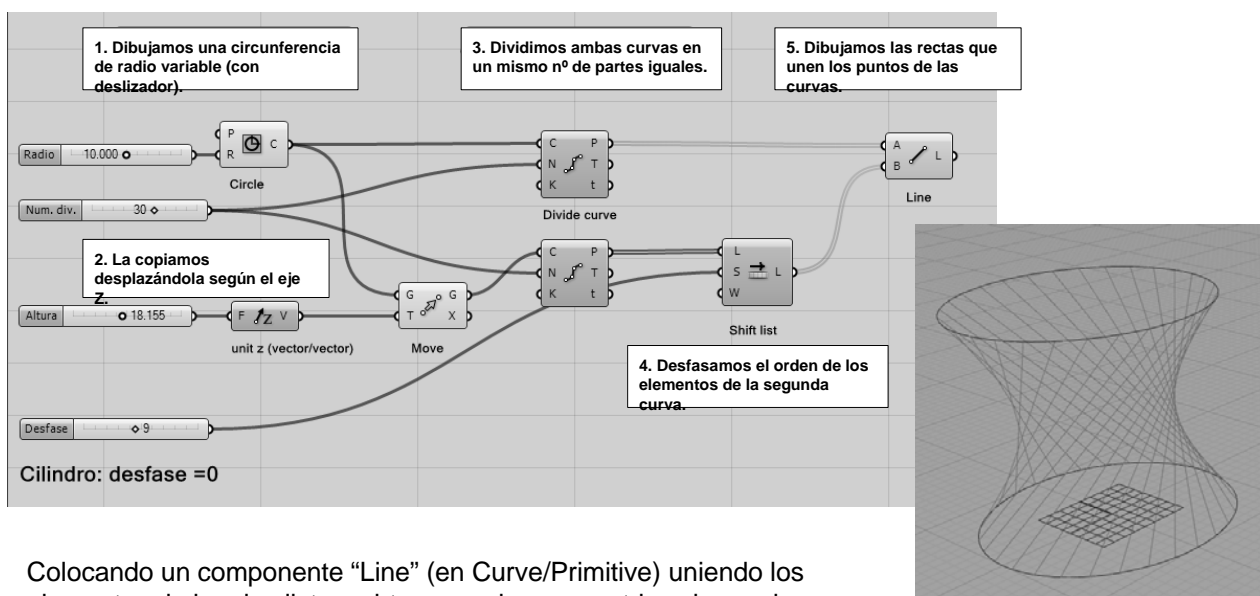 1. Dibujamos una circunferencia
de radio variable (con
deslizador).
3. Dividimos ambas curvas en
un mismo nº de partes iguales.
5. Dibujamos las rectas que
unen los puntos de las
curvas.
Radio 10.000
P
R
C
Circle
Num. div. 30
C
N
K
P
T
t
Divide curve
A
B
L
Line
2. La copiamos
desplazándola según el eje
Z.
Altura 18.155
F Z V
unit z (vector/vector)
G
T
G
X
Move
C
N
K
P
T
t
L
S
W
L
Shift list
4. Desfasamos el orden de los
elementos de la segunda
curva.
Desfase 9
Cilindro: desfase =0
Colocando un componente “Line” (en Curve/Primitive) uniendo los